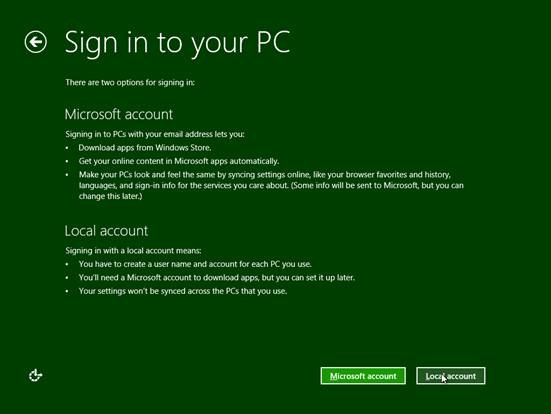 Sign in to your PC
There are two options for signing in:
Microsoft account
Signing in to PCs with your email address lets you:
• Download apps from Windows Store.
• Get your online content in Microsoft apps automatically.
• Make your PCs look and feel the same by syncing settings online, like your browser favorites and history,
languages, and sign-in info for the services you care about. (Some info will be sent to Microsoft, but you can
change this later.)
Local account
Signing in with a local account means:
• You have to create a user name and account for each PC you use.
• You'll need a Microsoft account to download apps, but you can set it up later.
• Your settings won't be synced across the PCs that you use.
Microsoft account
Local account